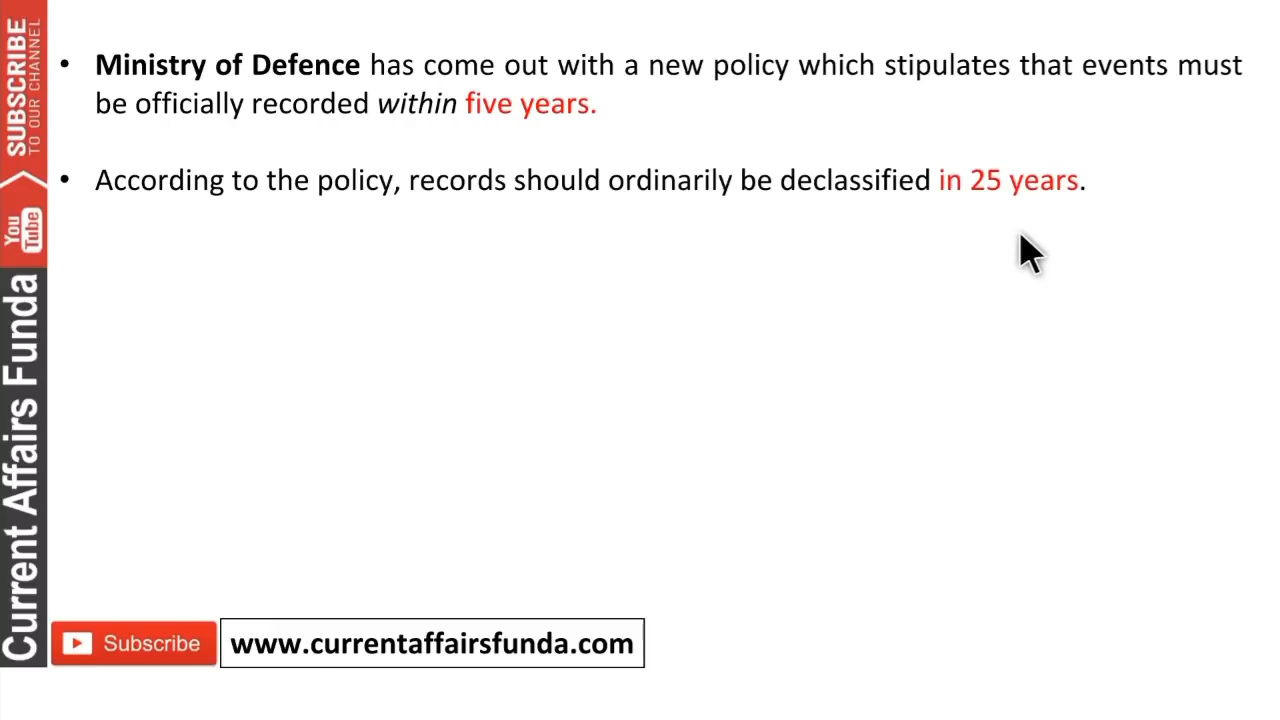 • Ministry of Defence has come out with a new policy which stipulates that events must
be officially recorded within five years.
• According to the policy, records should ordinarily be declassified in 25 years.
SUBSCRIBE
TO OUR CHANNEL
You
Tube
Current Affairs Funda
Subscribe
www.currentaffairsfunda.com